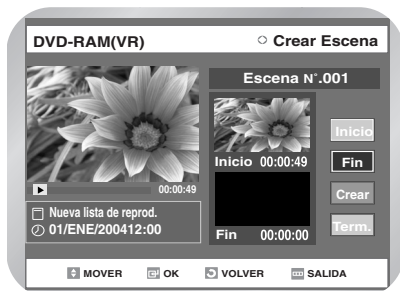 DVD-RAM(VR)
Crear Escena
Escena N°.001
Inicio 00:00:49
Fin 00:00:00
Inicio
Fin
Crear
Term.
00:00:49
Nueva lista de reprod.
01/ENE/200412:00
MOVER
OK
VOLVER
SALIDA